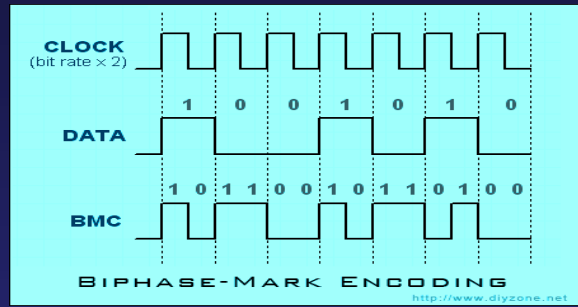 CLOCK
(bit rate × 2)
1 0 0 1 0 1 0
DATA
1 0 1 1 0 0 1 0 1 1 0 1 0 0
BMC
BIPHASE-MARK ENCODING
http://www.diyzone.net